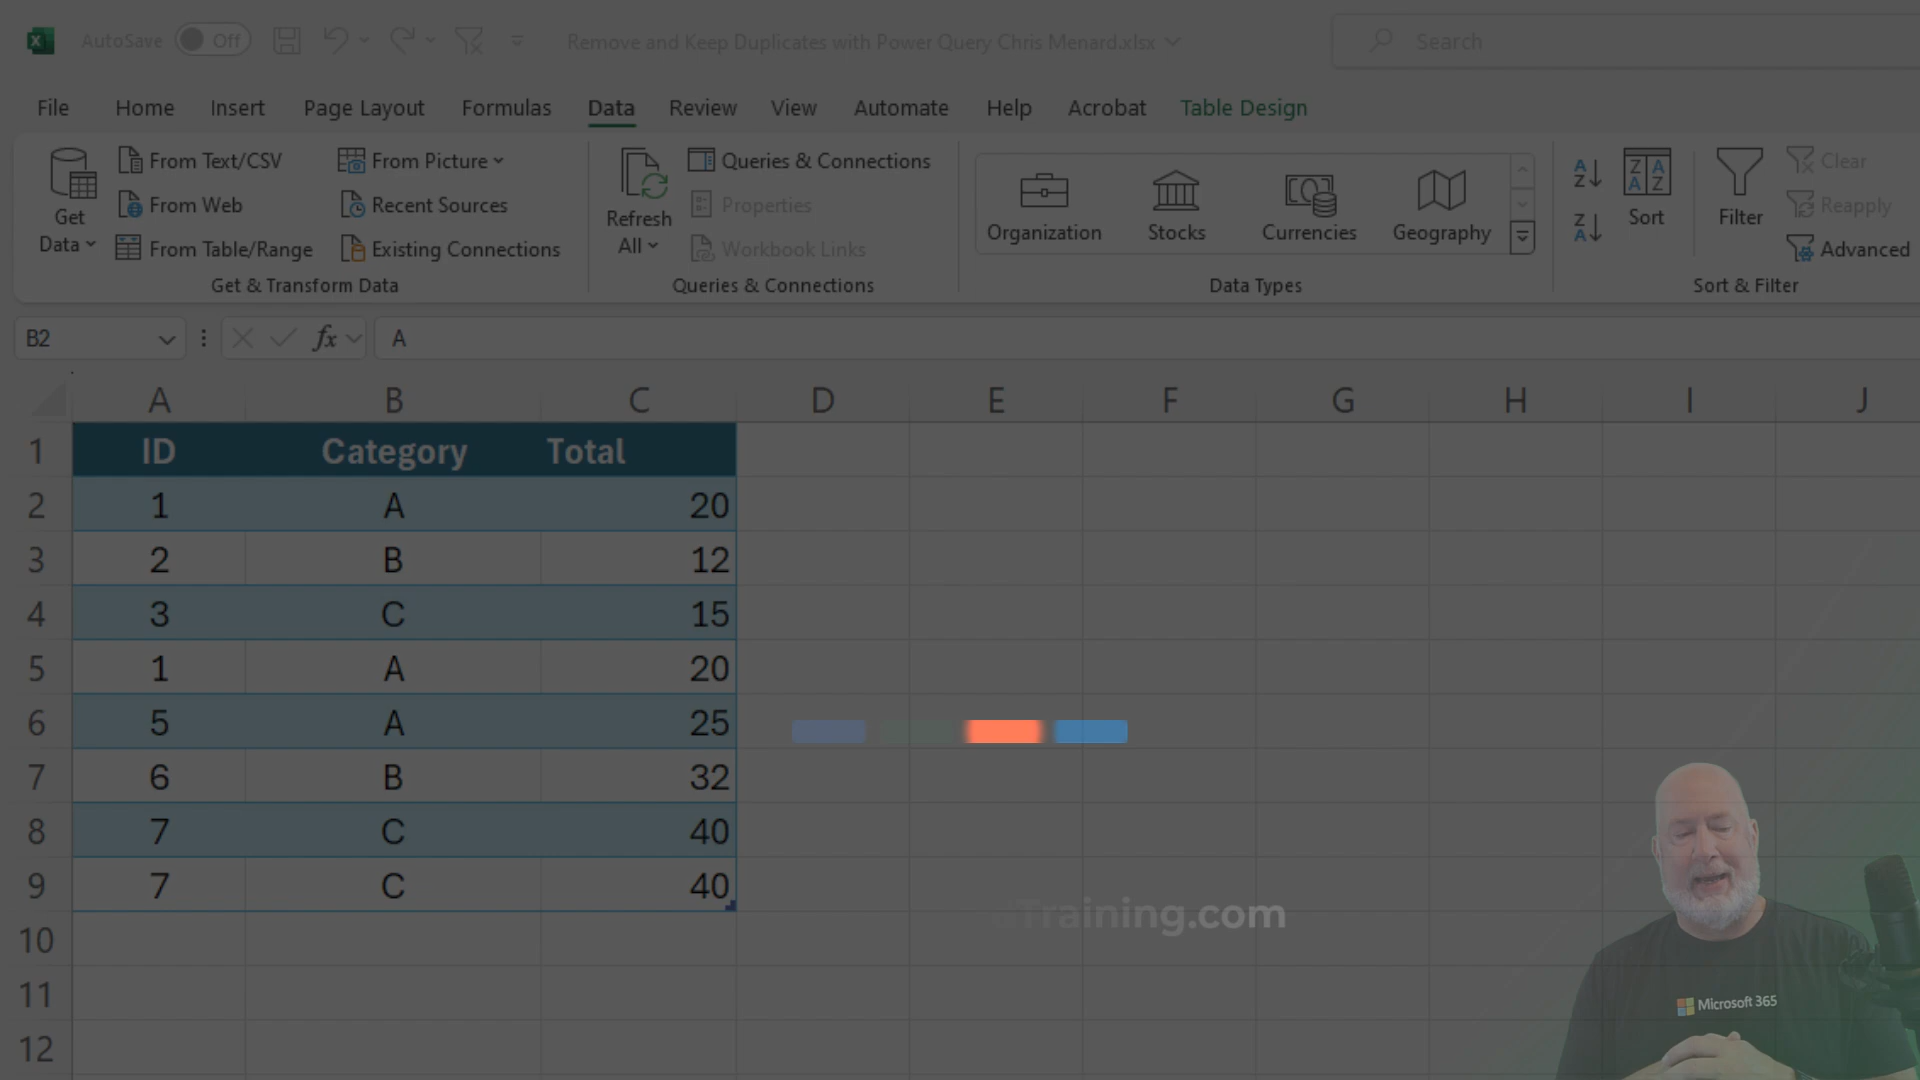 AutoSave Off Remove and Keep Duplicates with Power Query Chris Menard.xlsx Search
File Home Insert Page Layout Formulas Data Review View Automate Help Acrobat Table Design
Get Data
From Text/CSV
From Web
From Table/Range
From Picture
Recent Sources
Existing Connections
Get & Transform Data
Refresh All
Queries & Connections
Properties
Workbook Links
Queries & Connections
Organization Stocks Currencies Geography
Data Types
Sort
Filter
Clear
Reapply
Advanced
Sort & Filter
B2 fx A
A B C D E F G H I J
1 ID Category Total
2 1 A 20
3 2 B 12
4 3 C 15
5 1 A 20
6 5 A 25
7 6 B 32
8 7 C 40
9 7 C 40
10
11
12
Training.com
Microsoft 365